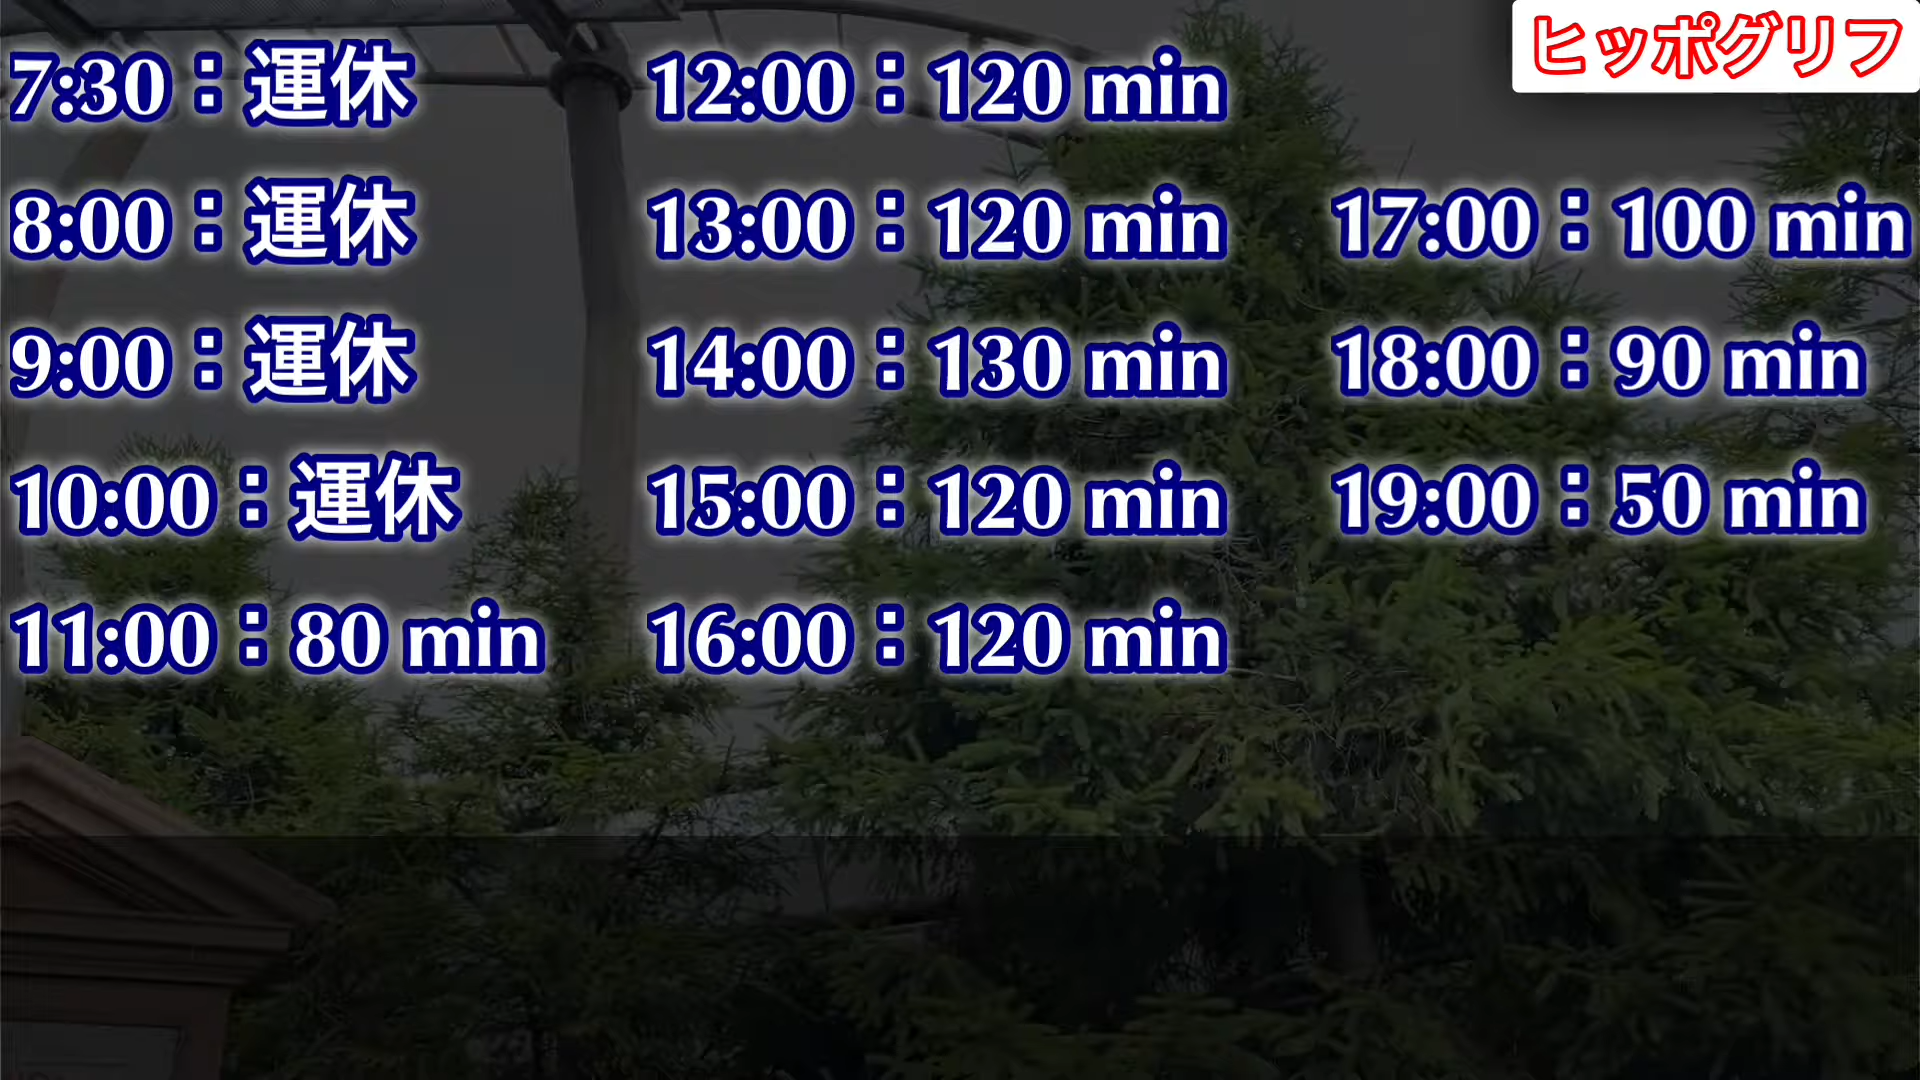 ヒッポグリフ
7:30：運休
8:00：運休
9:00：運休
10:00：運休
11:00：80 min
12:00：120 min
13:00：120 min
14:00：130 min
15:00：120 min
16:00：120 min
17:00：100 min
18:00：90 min
19:00：50 min